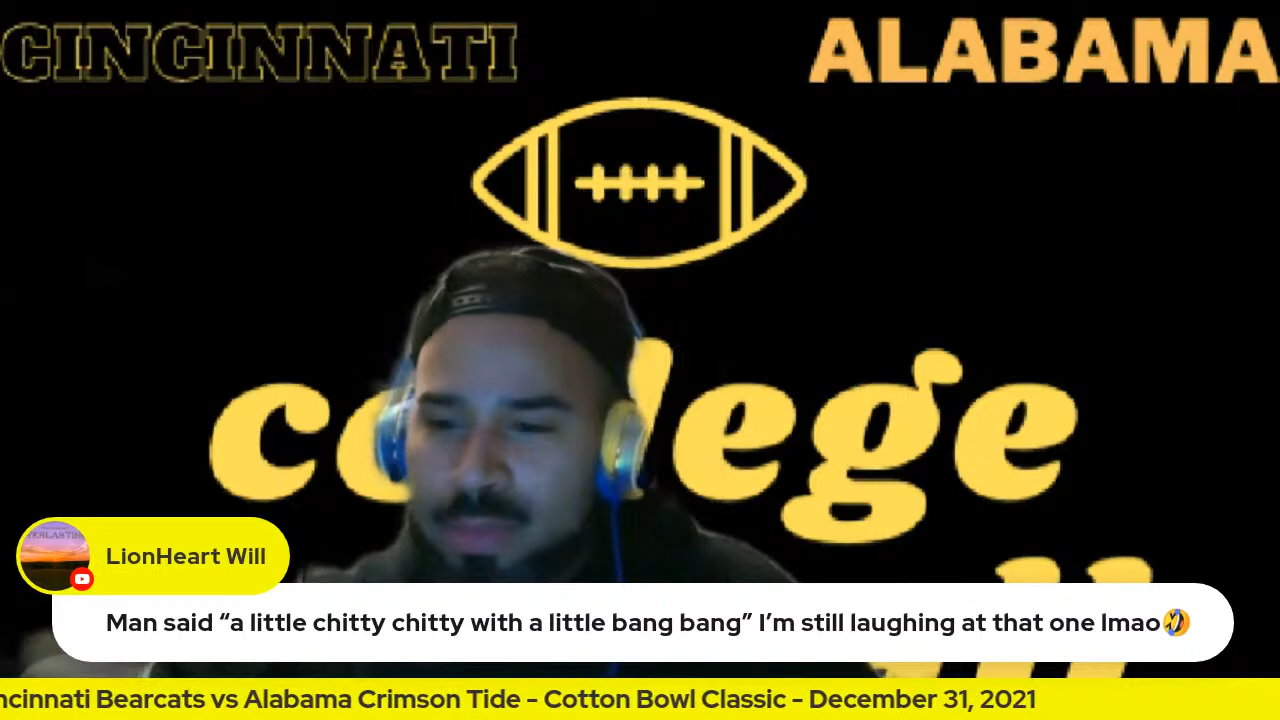 CINCINNATI
ALABAMA
college
LionHeart Will
Man said “a little chitty chitty with a little bang bang” I’m still laughing at that one lmao🤣
ncinnati Bearcats vs Alabama Crimson Tide - Cotton Bowl Classic - December 31, 2021